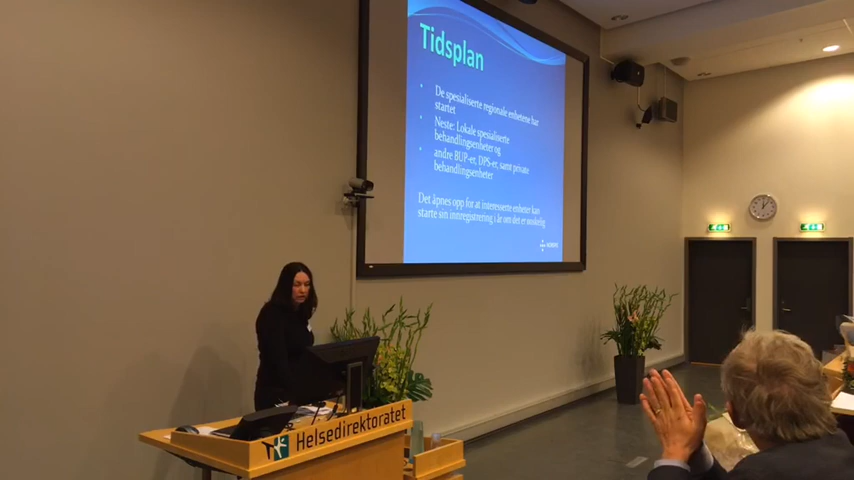 Tidsplan
De spesialiserte regionale enhetene har
startet
Neste: Lokale spesialiserte
behandlingsenheter og
andre BUP-er, DPS-er, samt private
behandlingsenheter
Det åpnes opp for at interesserte enheter kan
starte sin innregistrering i år om det er ønskelig
Helsedirektoratet